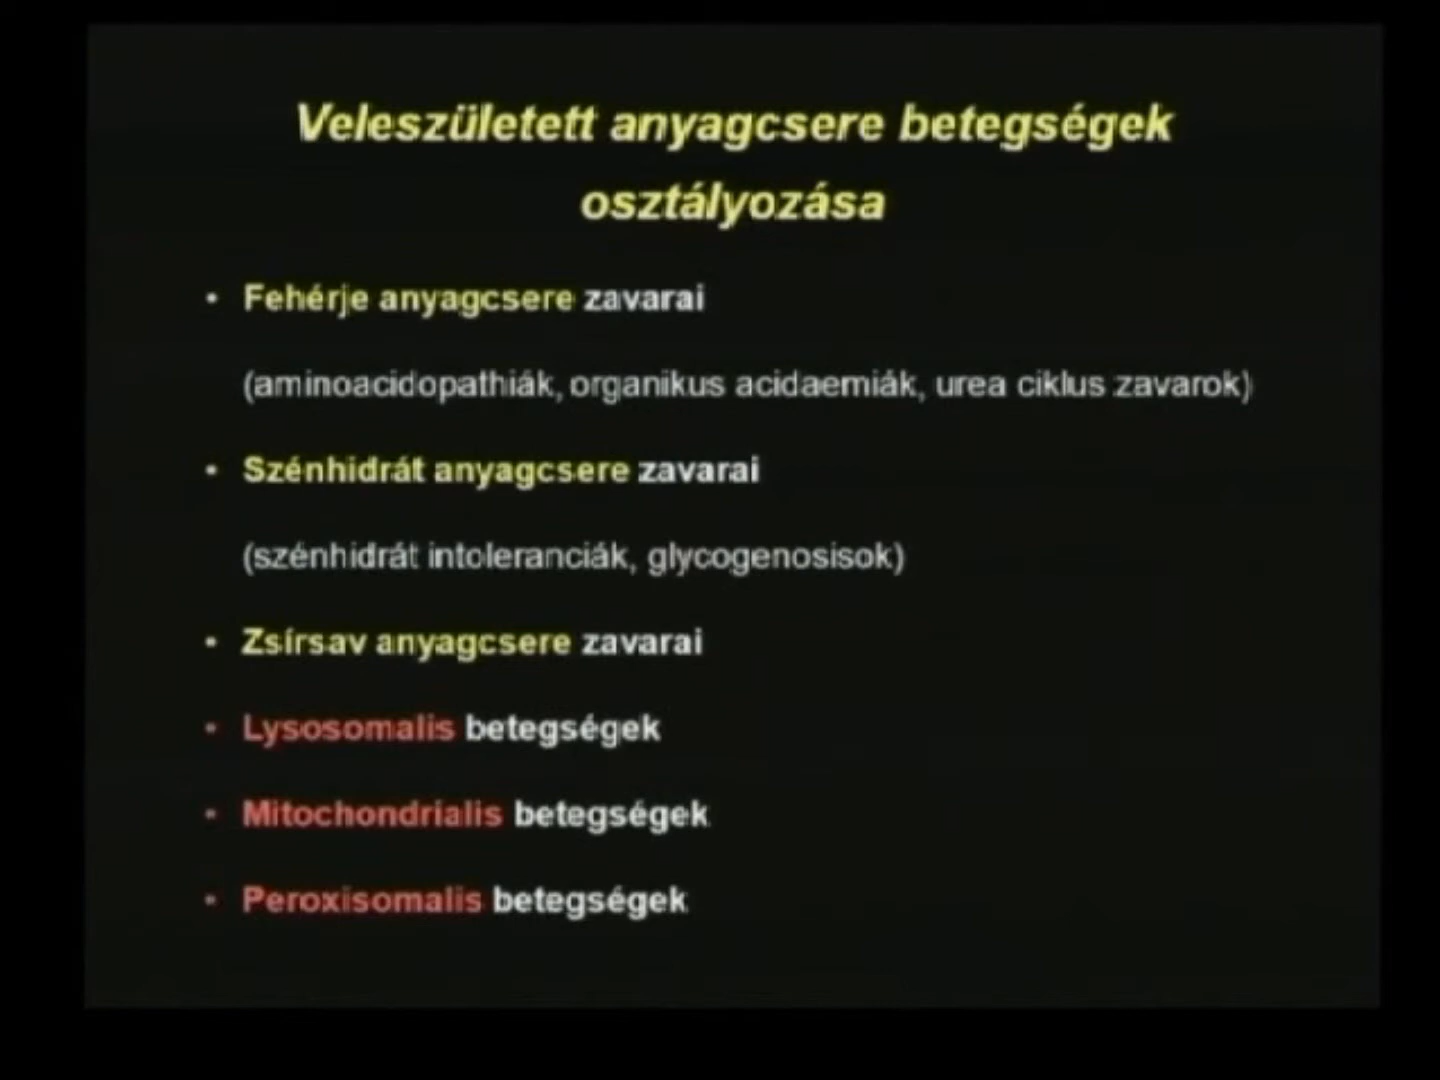 Veleszületett anyagcsere betegségek
osztályozása
• Fehérje anyagcsere zavarai
(aminoacidopathiák, organikus acidaemiák, urea ciklus zavarok)
• Szénhidrát anyagcsere zavarai
(szénhidrát intoleranciák, glycogenosisok)
• Zsírsav anyagcsere zavarai
• Lysosomalis betegségek
• Mitochondrialis betegségek
• Peroxisomalis betegségek